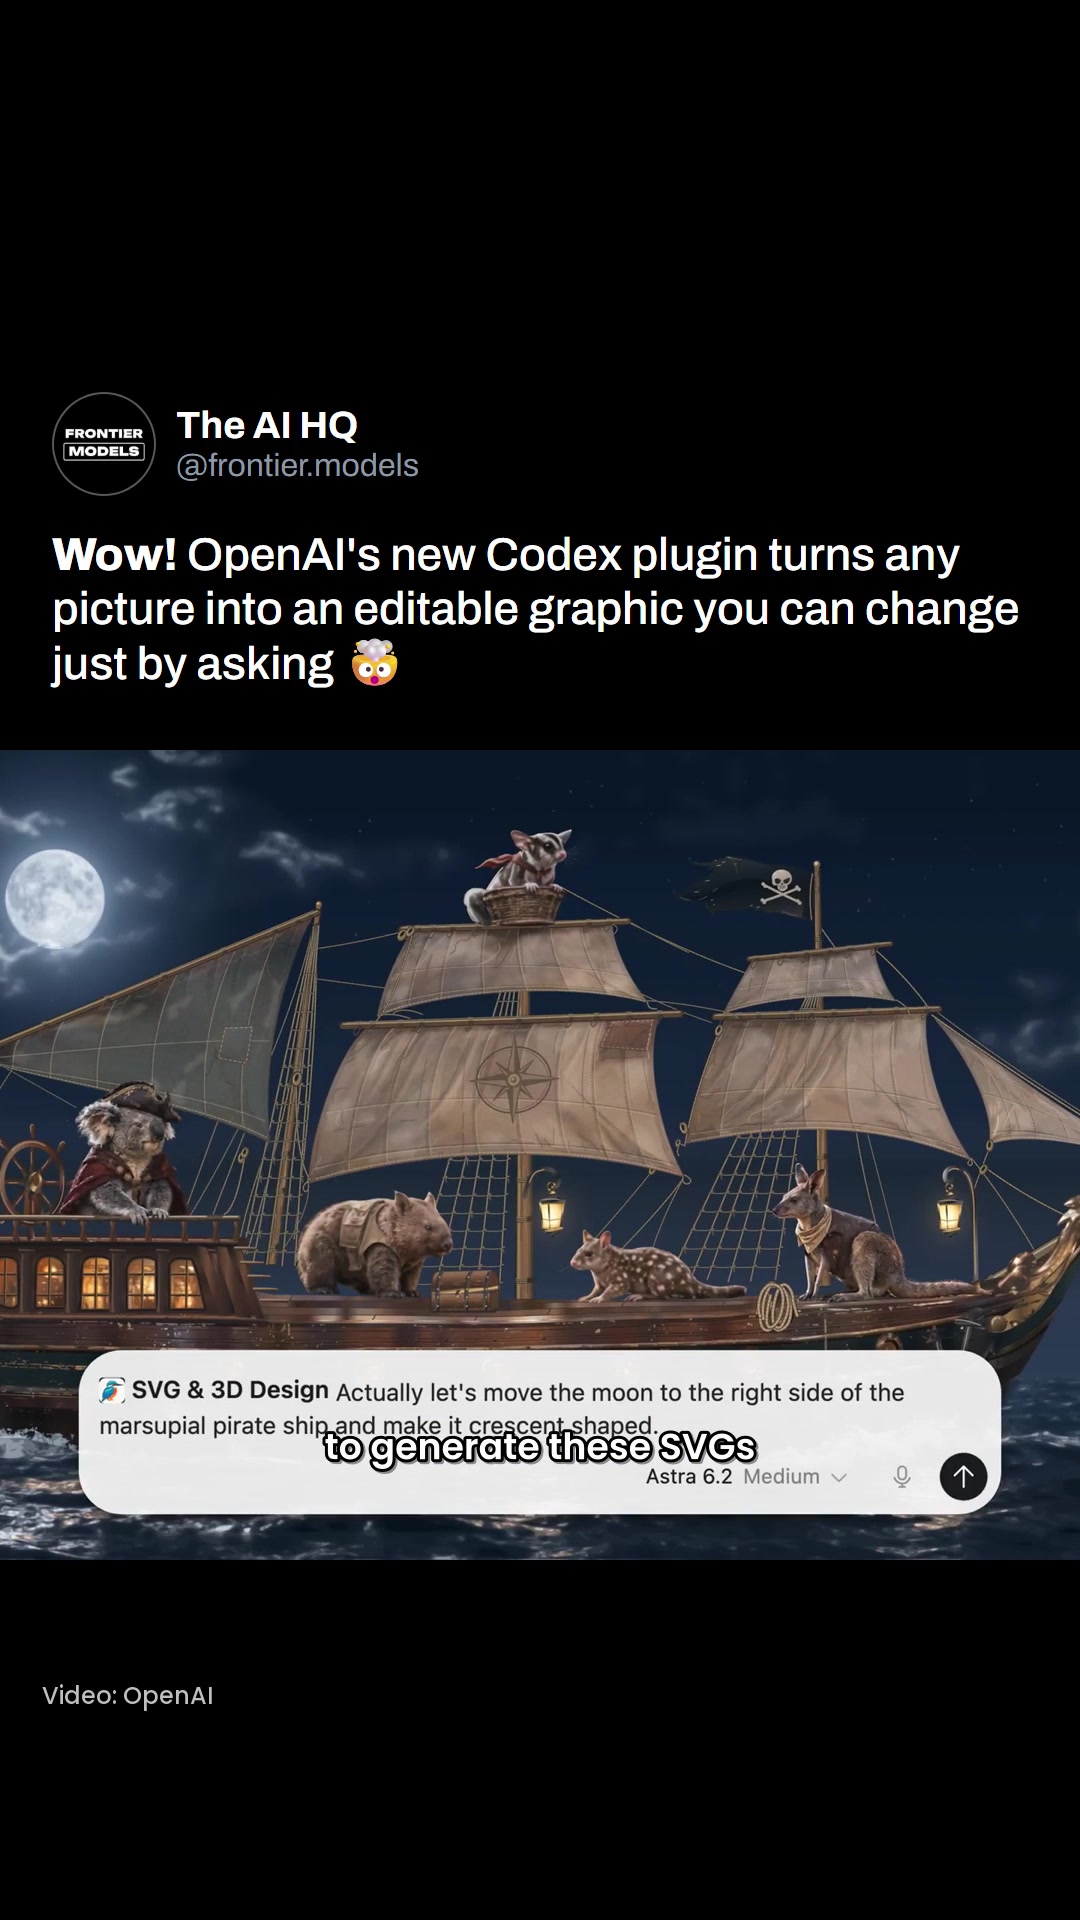 FRONTIER
MODELS
The AI HQ
@frontier.models
Wow! OpenAI's new Codex plugin turns any
picture into an editable graphic you can change
just by asking 🤯
SVG & 3D Design Actually let's move the moon to the right side of the
marsupial pirate ship and make it crescent shaped.
to generate these SVGs
Astra 6.2 Medium
Video: OpenAI